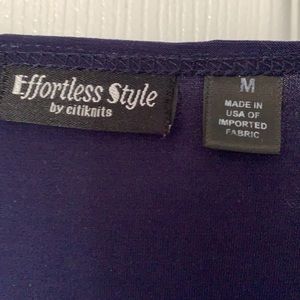 Effortless Style
by citiknits
M
MADE IN
USA OF
IMPORTED
FABRIC